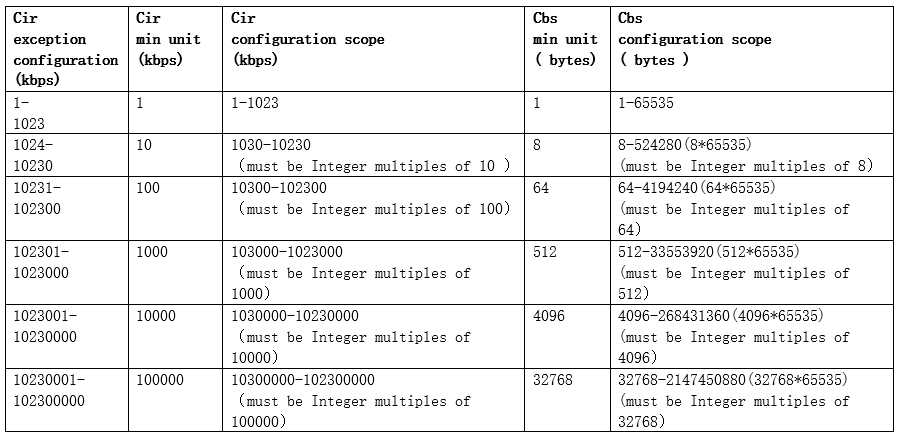 Cir
exception
configuration
(kbps)
Cir
min unit
(kbps)
Cir
configuration scope
(kbps)
Cbs
min unit
( bytes)
Cbs
configuration scope
( bytes )
1-
1023
1
1-1023
1
1-65535
1024-
10230
10
1030-10230
(must be Integer multiples of 10 )
8
8-524280(8*65535)
(must be Integer multiples of 8)
10231-
102300
100
10300-102300
(must be Integer multiples of 100)
64
64-4194240(64*65535)
(must be Integer multiples of
64)
102301-
1023000
1000
103000-1023000
(must be Integer multiples of
1000)
512
512-33553920(512*65535)
(must be Integer multiples of
512)
1023001-
10230000
10000
1030000-10230000
(must be Integer multiples of
10000)
4096
4096-268431360(4096*65535)
(must be Integer multiples of
4096)
10230001-
102300000
100000
10300000-102300000
(must be Integer multiples of
100000)
32768
32768-2147450880(32768*65535)
(must be Integer multiples of
32768)